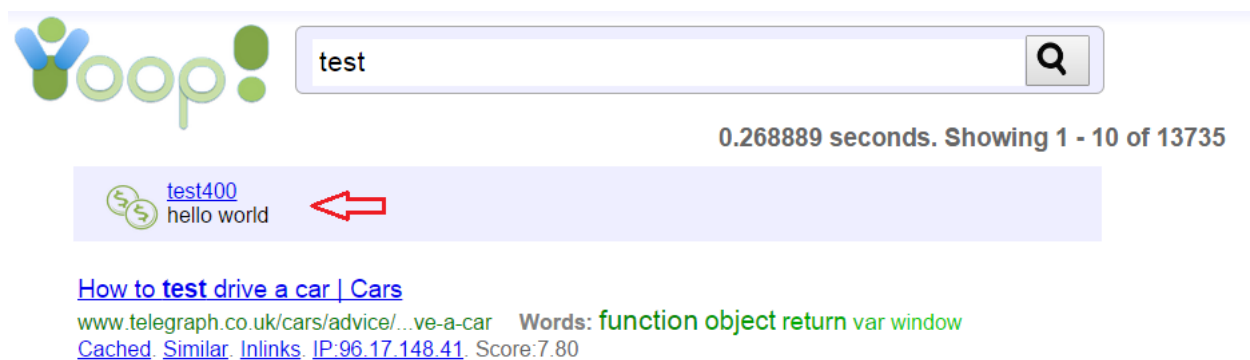 Yoop!
test
0.268889 seconds. Showing 1 - 10 of 13735
test400
hello world
How to test drive a car | Cars
www.telegraph.co.uk/cars/advice/...ve-a-car Words: function object return var window
Cached. Similar. Inlinks. IP:96.17.148.41. Score:7.80